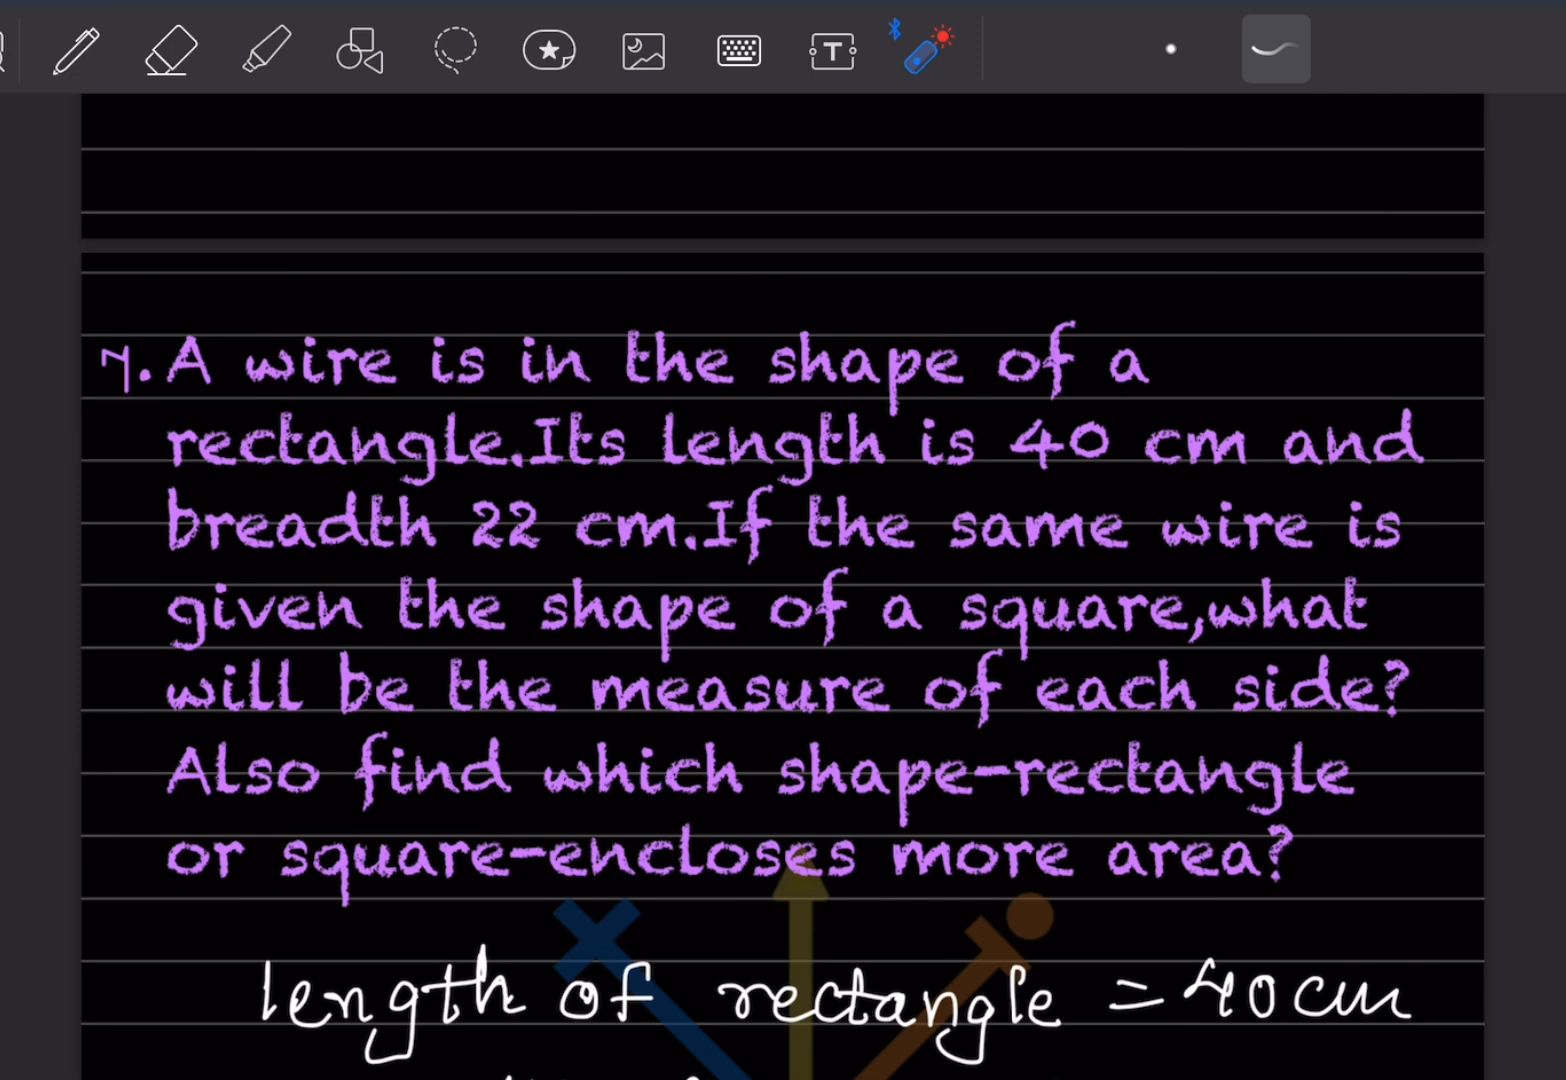 7. A wire is in the shape of a
rectangle.Its length is 40 cm and
breadth 22 cm.If the same wire is
given the shape of a square,what
will be the measure of each side?
Also find which shape-rectangle
or square-encloses more area?
length of rectangle = 40cm